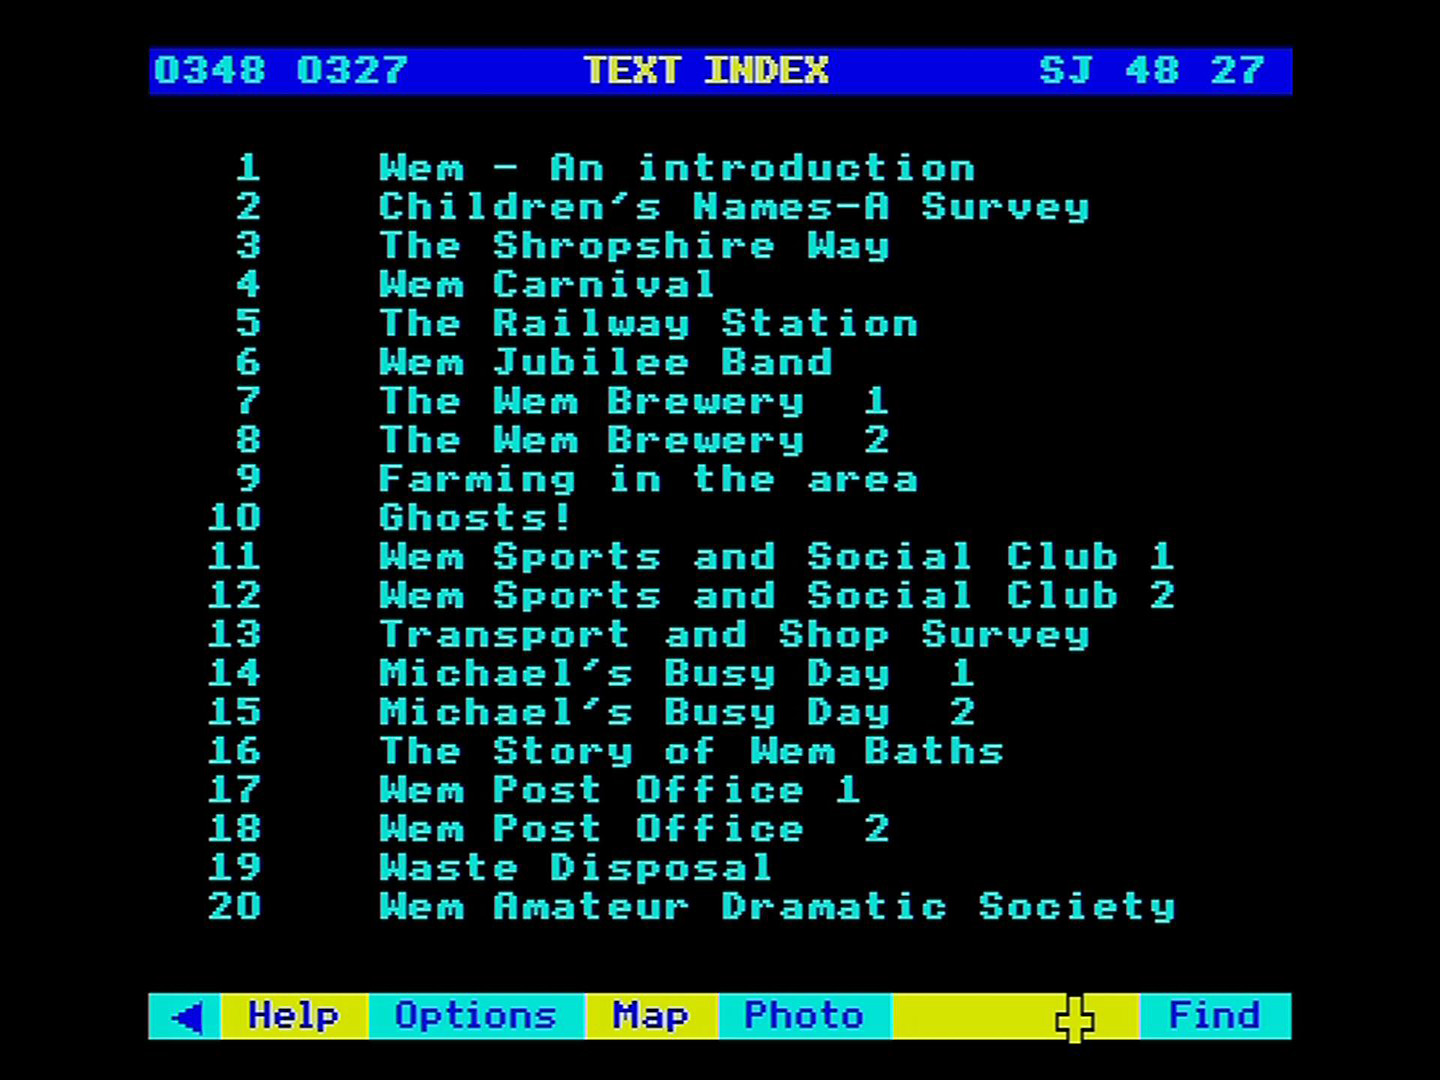 0348 0327 TEXT INDEX SJ 48 27
1 Wem - An introduction
2 Children's Names-A Survey
3 The Shropshire Way
4 Wem Carnival
5 The Railway Station
6 Wem Jubilee Band
7 The Wem Brewery 1
8 The Wem Brewery 2
9 Farming in the area
10 Ghosts!
11 Wem Sports and Social Club 1
12 Wem Sports and Social Club 2
13 Transport and Shop Survey
14 Michael's Busy Day 1
15 Michael's Busy Day 2
16 The Story of Wem Baths
17 Wem Post Office 1
18 Wem Post Office 2
19 Waste Disposal
20 Wem Amateur Dramatic Society
Help Options Map Photo Find